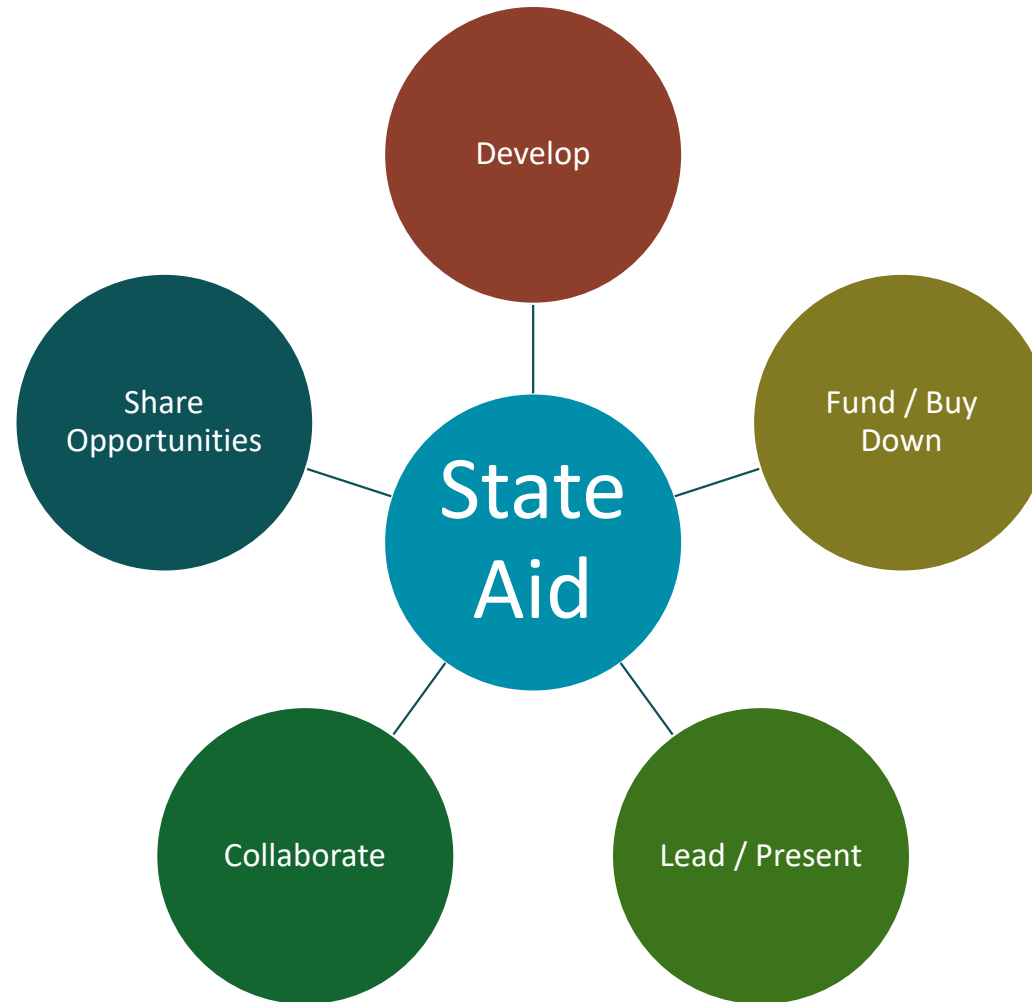 Develop
Share
Opportunities
Fund / Buy
Down
State
Aid
Collaborate
Lead / Present